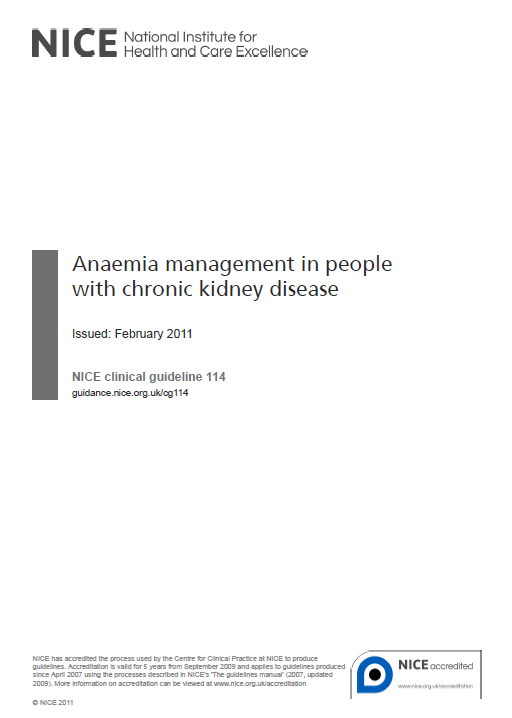 NICE National Institute for
Health and Care Excellence
Anaemia management in people
with chronic kidney disease
Issued: February 2011
NICE clinical guideline 114
guidance.nice.org.uk/cg114
NICE has accredited the process used by the Centre for Clinical Practice at NICE to produce
guidelines. Accreditation is valid for 5 years from September 2009 and applies to guidelines produced
since April 2007 using the processes described in NICE's 'The guidelines manual' (2007, updated
2009). More information on accreditation can be viewed at www.nice.org.uk/accreditation
NICE accredited
www.nice.org.uk/accreditation
© NICE 2011